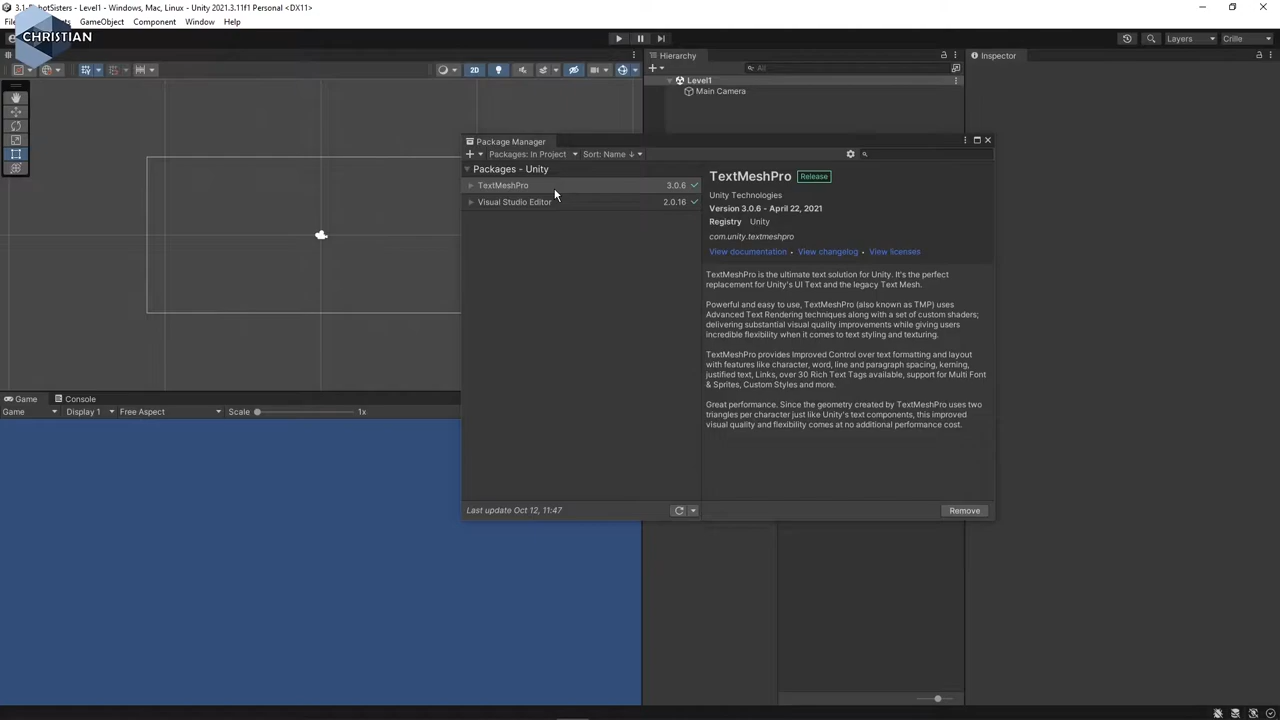 3.1-RobotSisters - Level1 - Windows, Mac, Linux - Unity 2021.3.11f1 Personal <DX11>
GameObject Component Window Help
CHRISTIAN
Layers Crille
Hierarchy
Inspector
2D
All
Level1
Main Camera
Package Manager
Packages: In Project Sort: Name ↓
Packages - Unity
TextMeshPro 3.0.6
Visual Studio Editor 2.0.16
TextMeshPro Release
Unity Technologies
Version 3.0.6 - April 22, 2021
Registry Unity
com.unity.textmeshpro
View documentation • View changelog • View licenses
TextMeshPro is the ultimate text solution for Unity. It's the perfect
replacement for Unity's UI Text and the legacy Text Mesh.
Powerful and easy to use, TextMeshPro (also known as TMP) uses
Advanced Text Rendering techniques along with a set of custom shaders;
delivering substantial visual quality improvements while giving users
incredible flexibility when it comes to text styling and texturing.
TextMeshPro provides Improved Control over text formatting and layout
with features like character, word, line and paragraph spacing, kerning,
justified text, Links, over 30 Rich Text Tags available, support for Multi Font
& Sprites, Custom Styles and more.
Great performance. Since the geometry created by TextMeshPro uses two
triangles per character just like Unity's text components, this improved
visual quality and flexibility comes at no additional performance cost.
Last update Oct 12, 11:47
Remove
Game Console
Game Display 1 Free Aspect Scale 1x